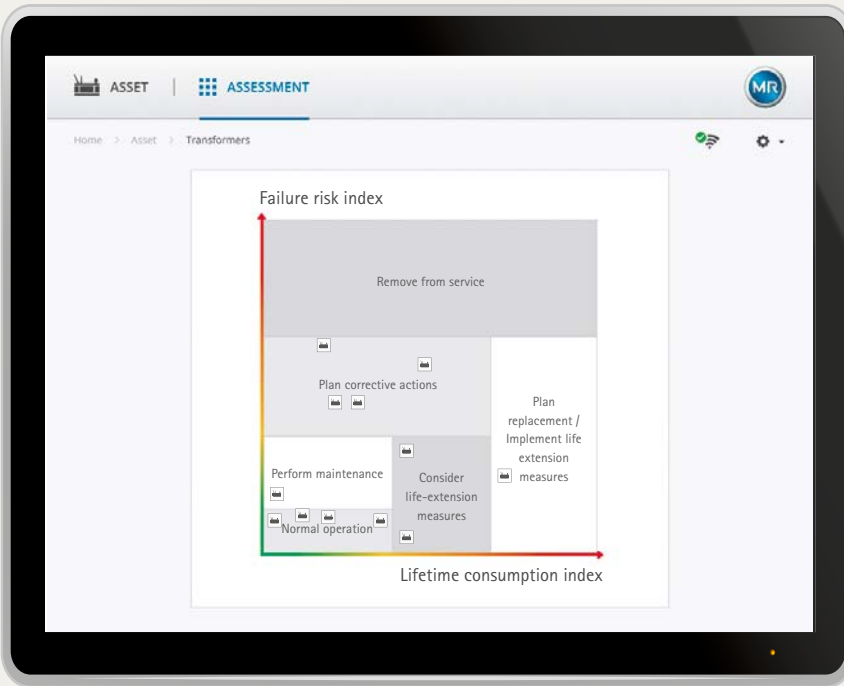 ASSET | ASSESSMENT
MR
Home > Asset > Transformers
Failure risk index
Remove from service
Plan corrective actions
Plan
replacement /
Implement life
extension
measures
Perform maintenance
Consider
life-extension
measures
Normal operation
Lifetime consumption index